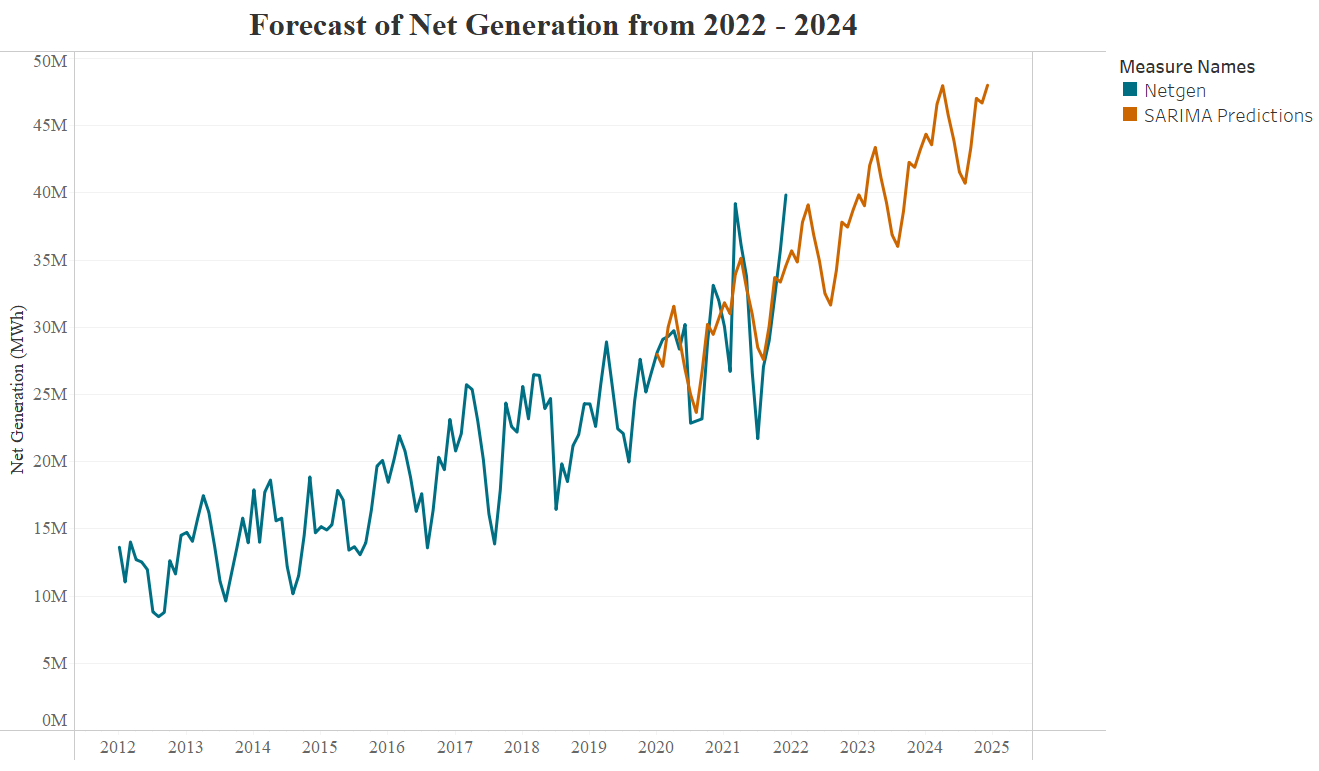 Forecast of Net Generation from 2022 - 2024
Measure Names
Netgen
SARIMA Predictions
50M
45M
40M
35M
30M
25M
20M
15M
10M
5M
0M
Net Generation (MWh)
2012 2013 2014 2015 2016 2017 2018 2019 2020 2021 2022 2023 2024 2025